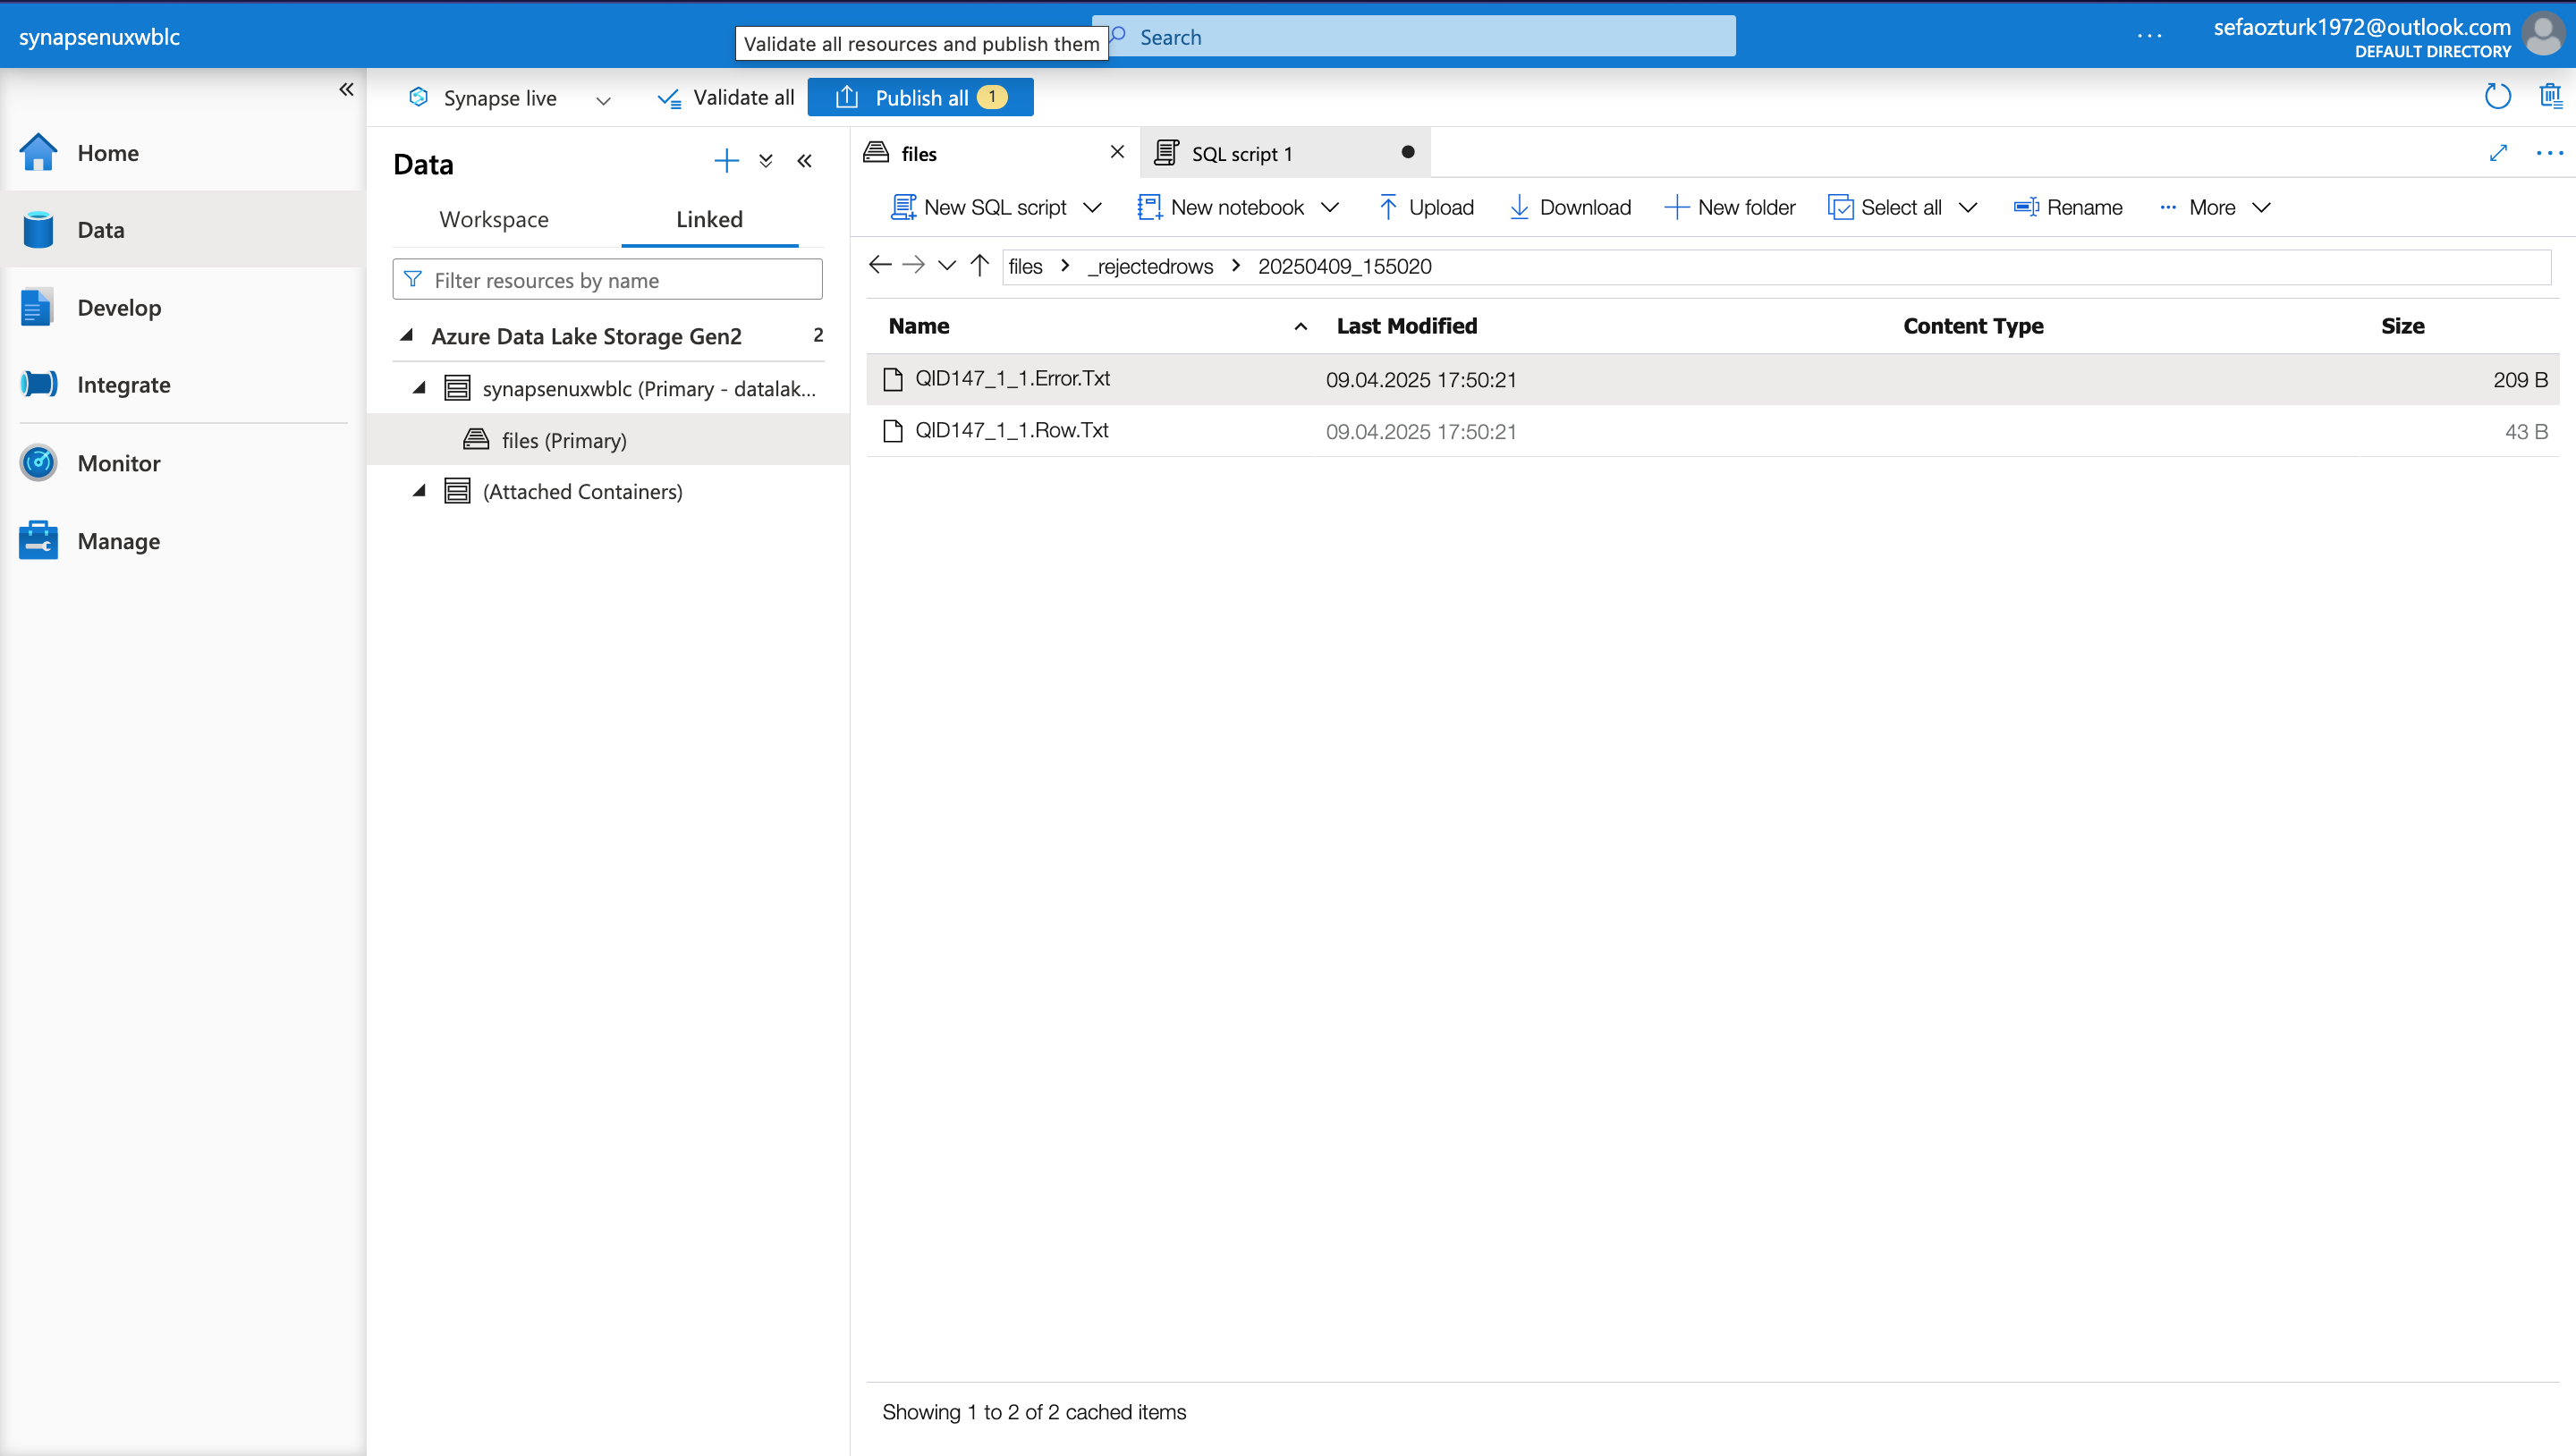 synapsenuxwblc
Validate all resources and publish them
Search
...
sefaozturk1972@outlook.com
DEFAULT DIRECTORY
Synapse live
Validate all
Publish all 1
Home
Data
Develop
Integrate
Monitor
Manage
Data
Workspace
Linked
Filter resources by name
Azure Data Lake Storage Gen2 2
synapsenuxwblc (Primary - datalak...
files (Primary)
(Attached Containers)
files
SQL script 1
New SQL script
New notebook
Upload
Download
New folder
Select all
Rename
More
files > _rejectedrows > 20250409_155020
Name Last Modified Content Type Size
QID147_1_1.Error.Txt 09.04.2025 17:50:21 209 B
QID147_1_1.Row.Txt 09.04.2025 17:50:21 43 B
Showing 1 to 2 of 2 cached items